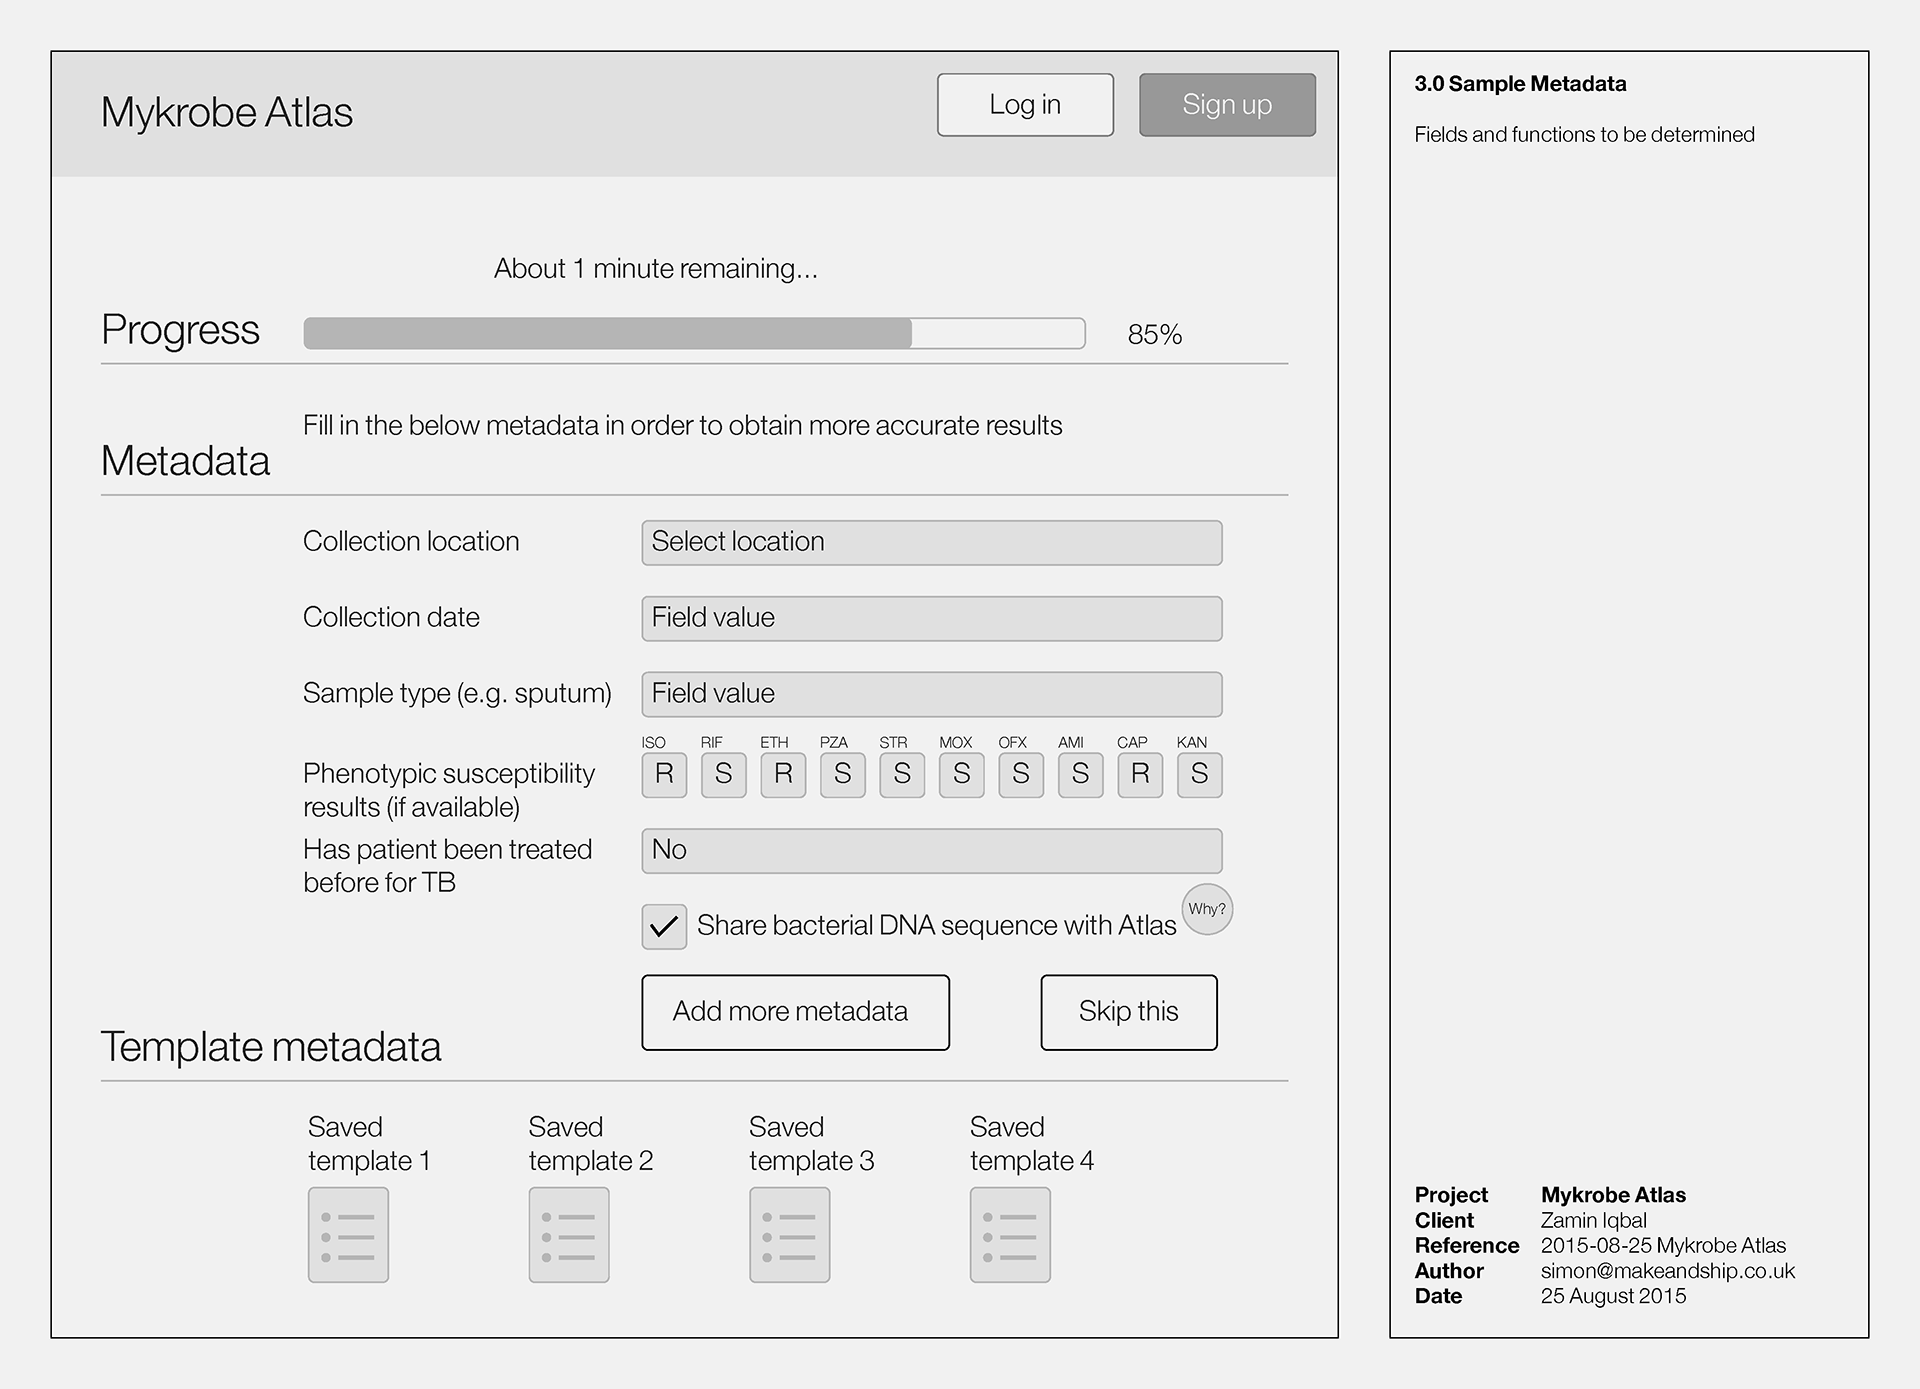 Mykrobe Atlas
Log in
Sign up
About 1 minute remaining...
Progress
85%
Fill in the below metadata in order to obtain more accurate results
Metadata
Collection location
Select location
Collection date
Field value
Sample type (e.g. sputum)
Field value
ISO RIF ETH PZA STR MOX OFX AMI CAP KAN
Phenotypic susceptibility
results (if available)
R S R S S S S S R S
Has patient been treated
before for TB
No
Share bacterial DNA sequence with Atlas
Why?
Add more metadata
Skip this
Template metadata
Saved
template 1
Saved
template 2
Saved
template 3
Saved
template 4
3.0 Sample Metadata
Fields and functions to be determined
Project Mykrobe Atlas
Client Zamin Iqbal
Reference 2015-08-25 Mykrobe Atlas
Author simon@makeandship.co.uk
Date 25 August 2015